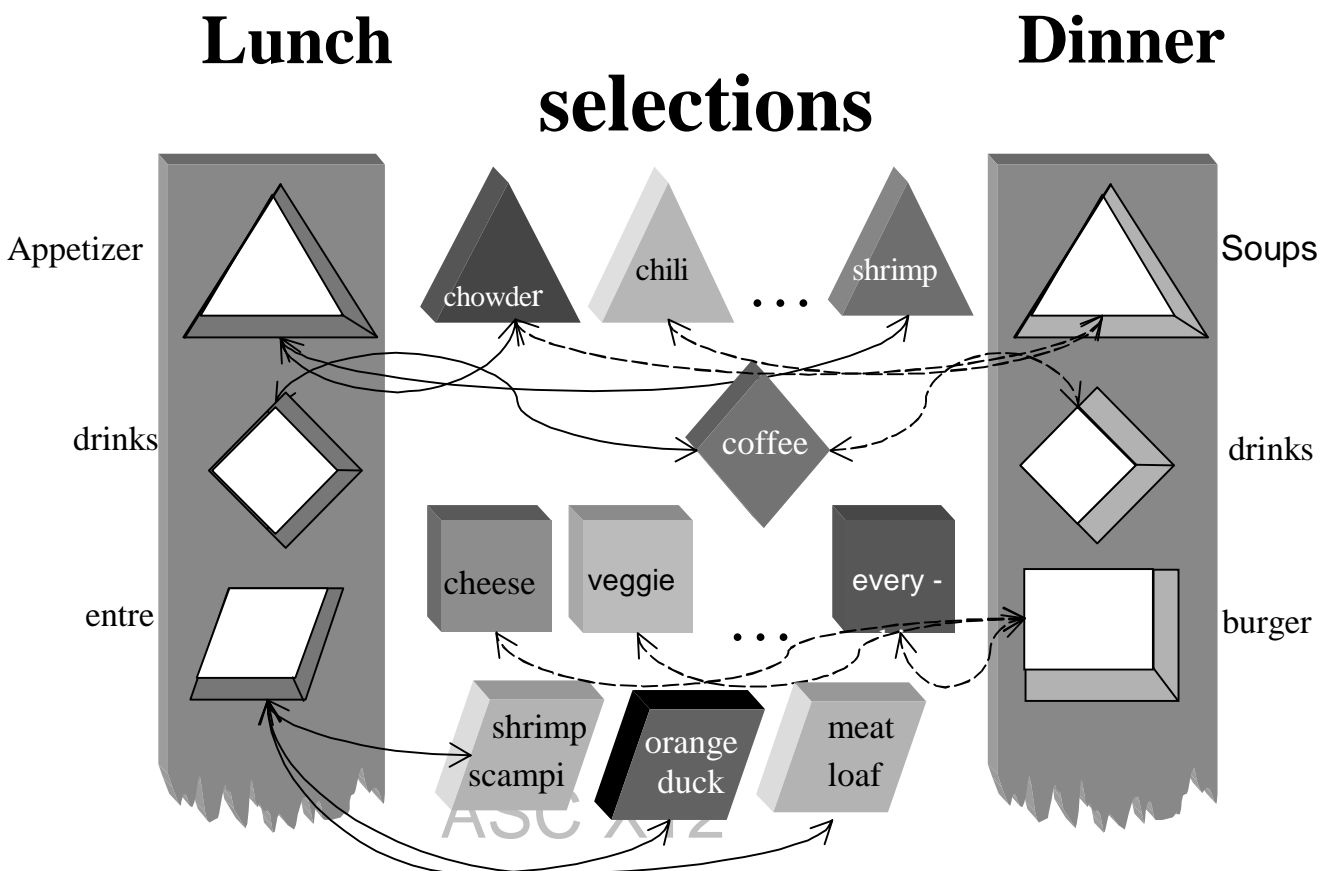 Lunch
Dinner
selections
Appetizer
chowder
chili
...
shrimp
Soups
drinks
coffee
drinks
cheese
veggie
every -
entre
...
burger
shrimp
scampi
orange
duck
meat
loaf
ASC X12